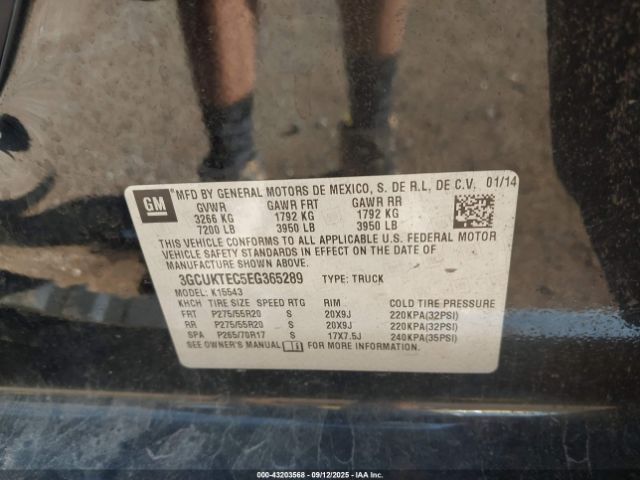 GM
MFD BY GENERAL MOTORS DE MEXICO, S. DE R.L. DE C.V. 01/14
GVWR GAWR FRT GAWR RR
3266 KG 1792 KG 1792 KG
7200 LB 3950 LB 3950 LB
THIS VEHICLE CONFORMS TO ALL APPLICABLE U.S. FEDERAL MOTOR
VEHICLE SAFETY STANDARDS IN EFFECT ON THE DATE OF
MANUFACTURE SHOWN ABOVE.
3GCUKTEC5EG365289 TYPE: TRUCK
MODEL: K15543
KHCH TIRE SIZE SPEED RTG RIM COLD TIRE PRESSURE
FRT P275/55R20 S 20X9J 220KPA(32PSI)
RR P275/55R20 S 20X9J 220KPA(32PSI)
SPA P265/70R17 S 17X7.5J 240KPA(35PSI)
SEE OWNER'S MANUAL FOR ADDITIONAL INFORMATION.
000-43203568 09/12/2025 IAA Inc.